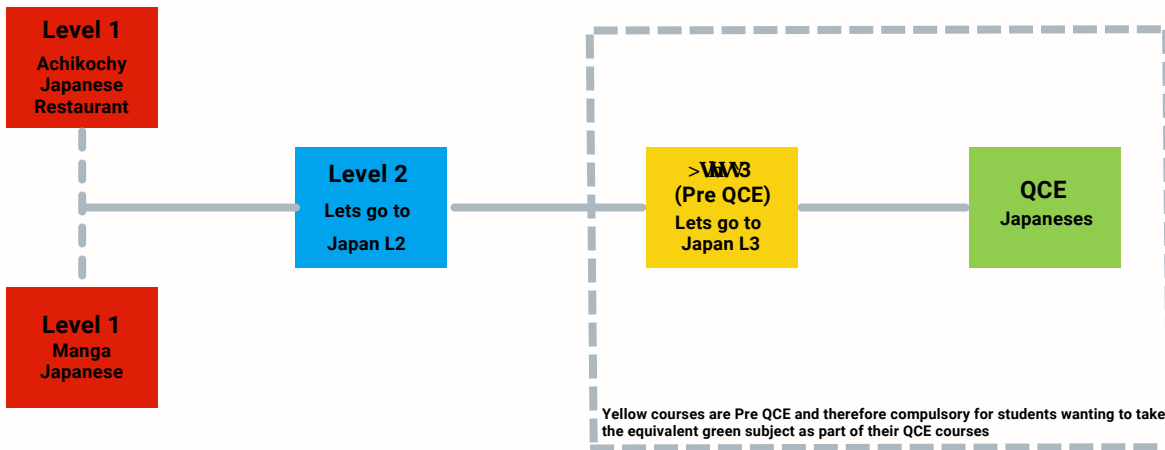 Level 1
Achikochy
Japanese
Restaurant
Level 2
Lets go to
Japan L2
Level 1
Manga
Japanese
3
(Pre QCE)
Lets go to
Japan L3
QCE
Japaneses
Yellow courses are Pre QCE and therefore compulsory for students wanting to take
the equivalent green subject as part of their QCE courses